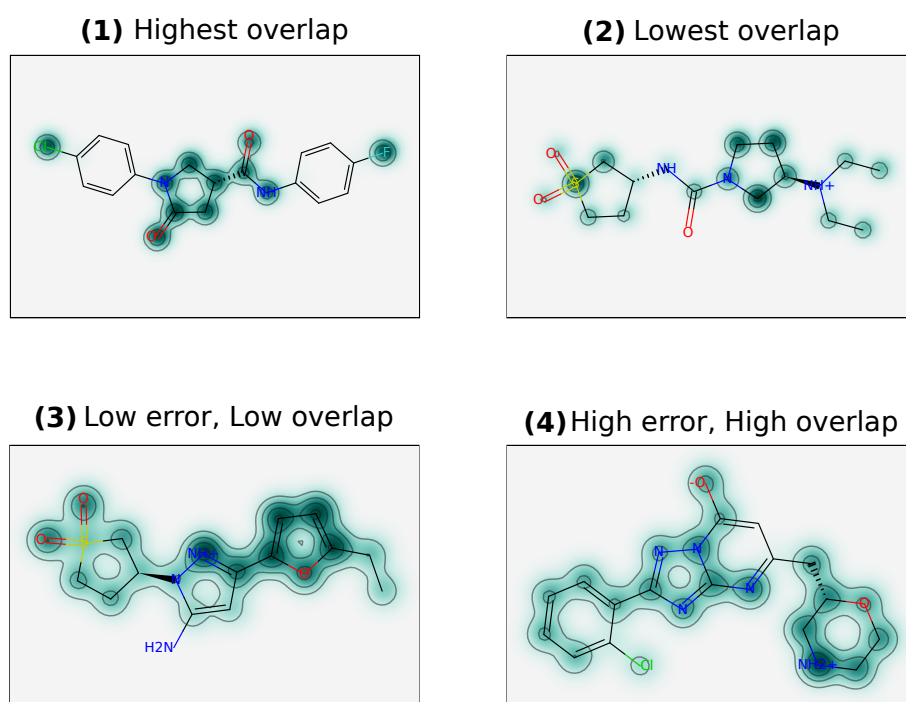 (1) Highest overlap
(2) Lowest overlap
Cl
N
O
O
NH
F
O
O
S
NH
O
N
NH+
(3) Low error, Low overlap
(4) High error, High overlap
O
O
S
N
NH+
H2N
O
-O
N
N
N
N
Cl
O
NH2+